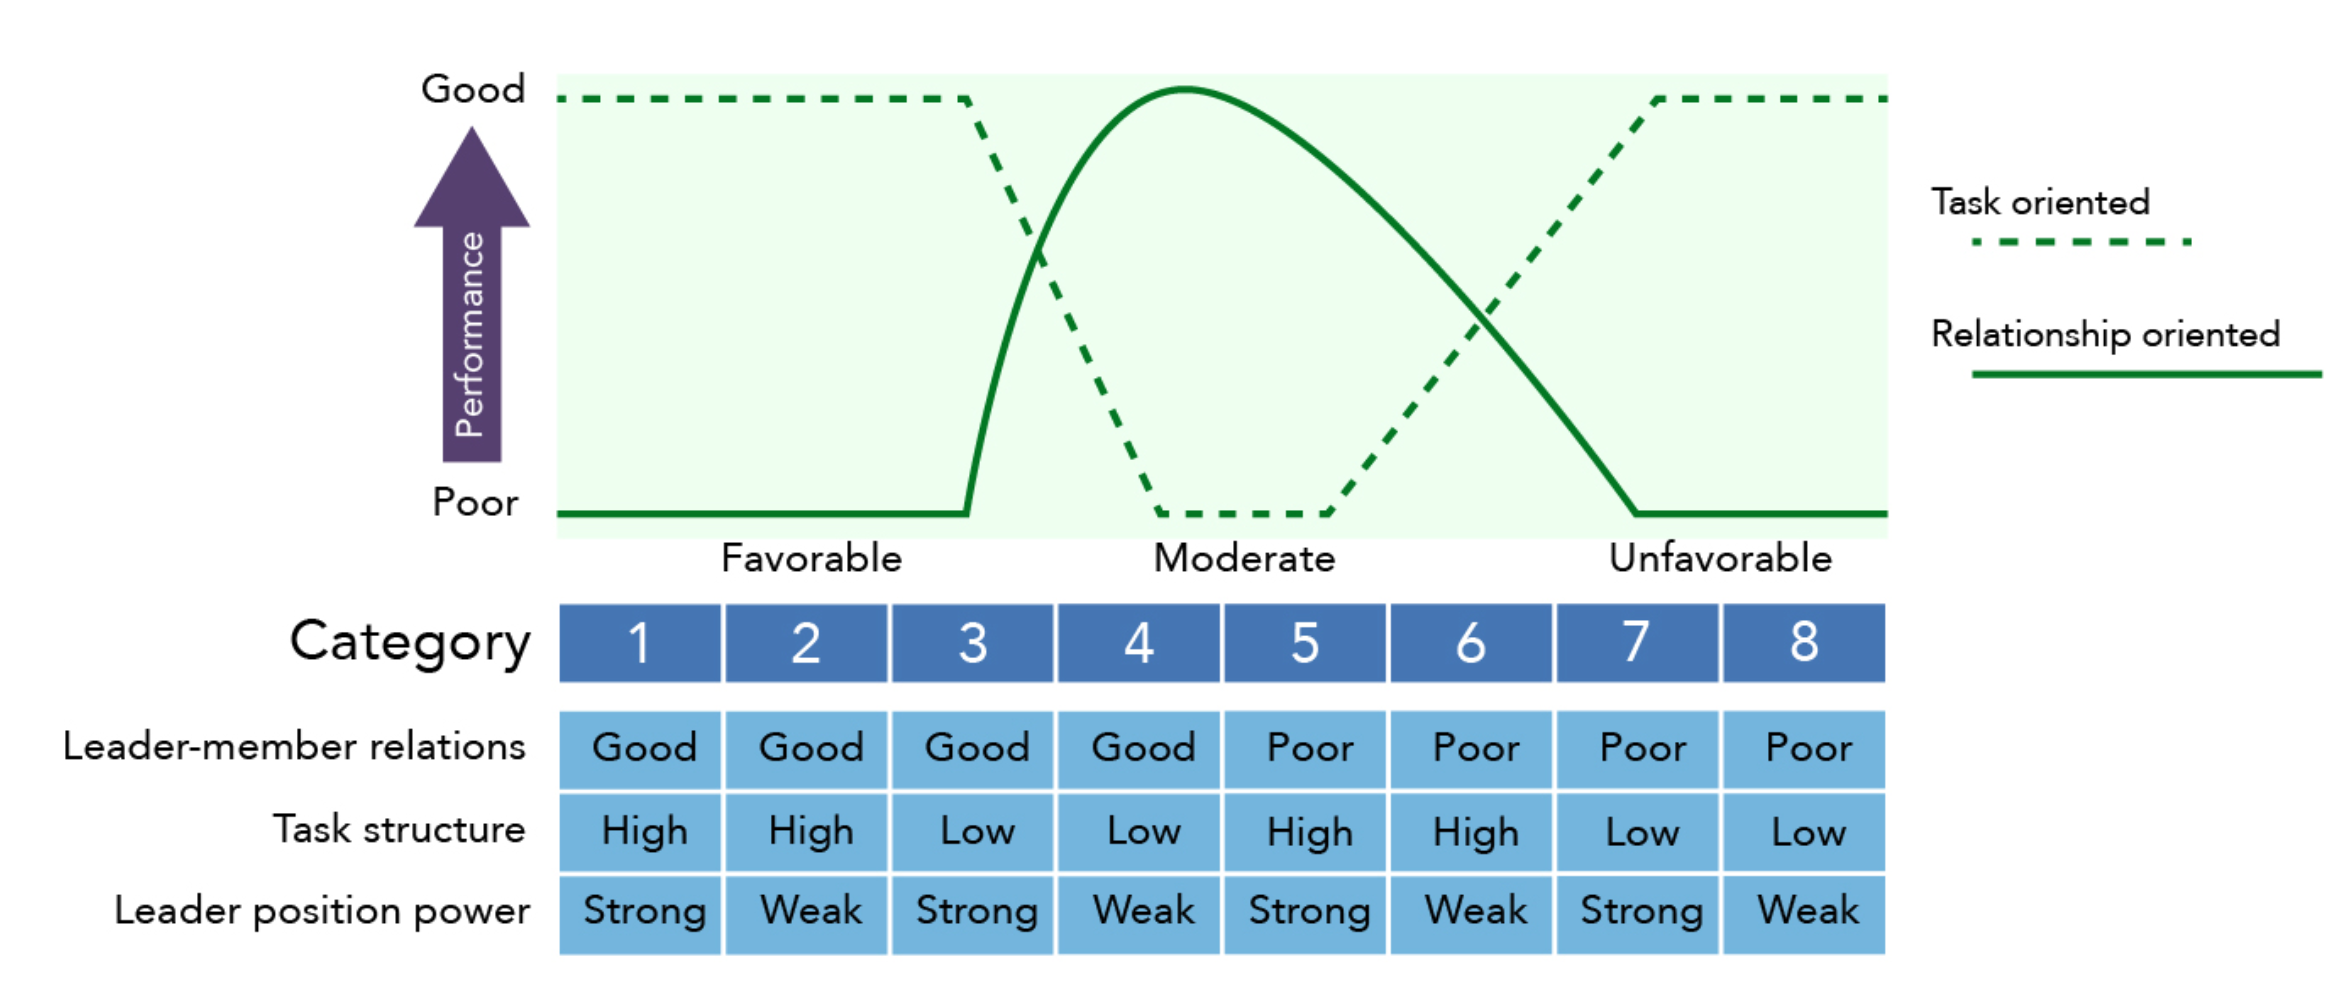 Good
Performance
Poor
Task oriented
Relationship oriented
Favorable Moderate Unfavorable
Category 1 2 3 4 5 6 7 8
Leader-member relations Good Good Good Good Poor Poor Poor Poor
Task structure High High Low Low High High Low Low
Leader position power Strong Weak Strong Weak Strong Weak Strong Weak